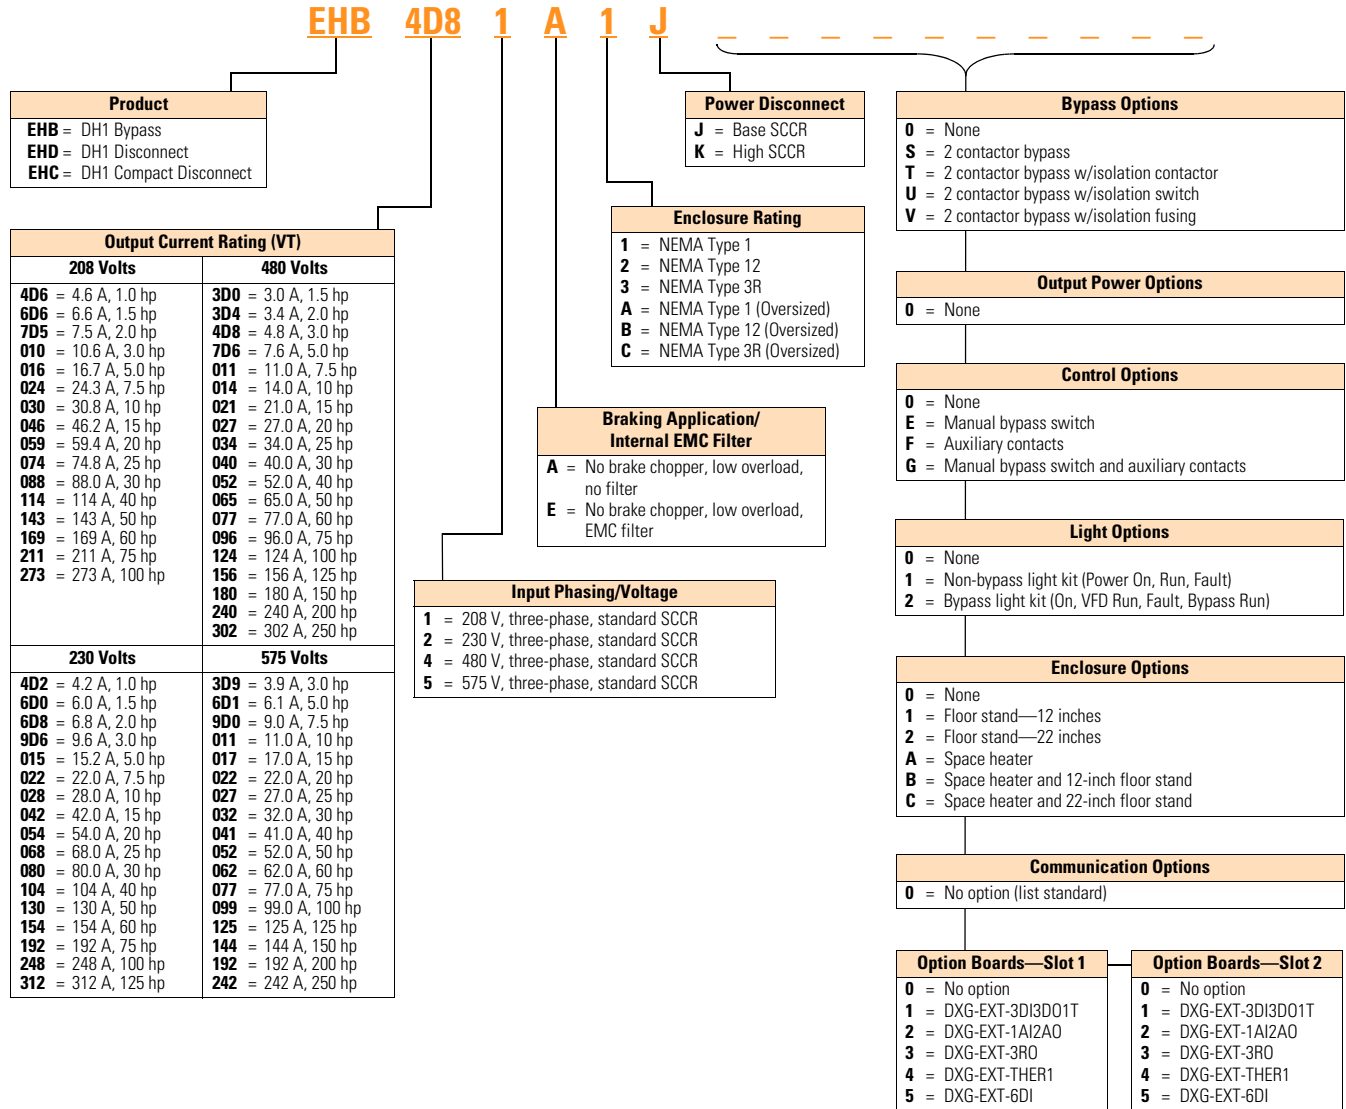 EHB 4D8 1 A 1 J _ _ _ _ _ _ _ _ _ _
Product
EHB = DH1 Bypass
EHD = DH1 Disconnect
EHC = DH1 Compact Disconnect
Output Current Rating (VT)
208 Volts
4D6 = 4.6 A, 1.0 hp
6D6 = 6.6 A, 1.5 hp
7D5 = 7.5 A, 2.0 hp
010 = 10.6 A, 3.0 hp
016 = 16.7 A, 5.0 hp
024 = 24.3 A, 7.5 hp
030 = 30.8 A, 10 hp
046 = 46.2 A, 15 hp
059 = 59.4 A, 20 hp
074 = 74.8 A, 25 hp
088 = 88.0 A, 30 hp
114 = 114 A, 40 hp
143 = 143 A, 50 hp
169 = 169 A, 60 hp
211 = 211 A, 75 hp
273 = 273 A, 100 hp
480 Volts
3D0 = 3.0 A, 1.5 hp
3D4 = 3.4 A, 2.0 hp
4D8 = 4.8 A, 3.0 hp
7D6 = 7.6 A, 5.0 hp
011 = 11.0 A, 7.5 hp
014 = 14.0 A, 10 hp
021 = 21.0 A, 15 hp
027 = 27.0 A, 20 hp
034 = 34.0 A, 25 hp
040 = 40.0 A, 30 hp
052 = 52.0 A, 40 hp
065 = 65.0 A, 50 hp
077 = 77.0 A, 60 hp
096 = 96.0 A, 75 hp
124 = 124 A, 100 hp
156 = 156 A, 125 hp
180 = 180 A, 150 hp
240 = 240 A, 200 hp
302 = 302 A, 250 hp
230 Volts
4D2 = 4.2 A, 1.0 hp
6D0 = 6.0 A, 1.5 hp
6D8 = 6.8 A, 2.0 hp
9D6 = 9.6 A, 3.0 hp
015 = 15.2 A, 5.0 hp
022 = 22.0 A, 7.5 hp
028 = 28.0 A, 10 hp
042 = 42.0 A, 15 hp
054 = 54.0 A, 20 hp
068 = 68.0 A, 25 hp
080 = 80.0 A, 30 hp
104 = 104 A, 40 hp
130 = 130 A, 50 hp
154 = 154 A, 60 hp
192 = 192 A, 75 hp
248 = 248 A, 100 hp
312 = 312 A, 125 hp
575 Volts
3D9 = 3.9 A, 3.0 hp
6D1 = 6.1 A, 5.0 hp
9D0 = 9.0 A, 7.5 hp
011 = 11.0 A, 10 hp
017 = 17.0 A, 15 hp
022 = 22.0 A, 20 hp
027 = 27.0 A, 25 hp
032 = 32.0 A, 30 hp
041 = 41.0 A, 40 hp
052 = 52.0 A, 50 hp
062 = 62.0 A, 60 hp
077 = 77.0 A, 75 hp
099 = 99.0 A, 100 hp
125 = 125 A, 125 hp
144 = 144 A, 150 hp
192 = 192 A, 200 hp
242 = 242 A, 250 hp
Input Phasing/Voltage
1 = 208 V, three-phase, standard SCCR
2 = 230 V, three-phase, standard SCCR
4 = 480 V, three-phase, standard SCCR
5 = 575 V, three-phase, standard SCCR
Braking Application/
Internal EMC Filter
A = No brake chopper, low overload,
no filter
E = No brake chopper, low overload,
EMC filter
Enclosure Rating
1 = NEMA Type 1
2 = NEMA Type 12
3 = NEMA Type 3R
A = NEMA Type 1 (Oversized)
B = NEMA Type 12 (Oversized)
C = NEMA Type 3R (Oversized)
Power Disconnect
J = Base SCCR
K = High SCCR
Bypass Options
0 = None
S = 2 contactor bypass
T = 2 contactor bypass w/isolation contactor
U = 2 contactor bypass w/isolation switch
V = 2 contactor bypass w/isolation fusing
Output Power Options
0 = None
Control Options
0 = None
E = Manual bypass switch
F = Auxiliary contacts
G = Manual bypass switch and auxiliary contacts
Light Options
0 = None
1 = Non-bypass light kit (Power On, Run, Fault)
2 = Bypass light kit (On, VFD Run, Fault, Bypass Run)
Enclosure Options
0 = None
1 = Floor stand—12 inches
2 = Floor stand—22 inches
A = Space heater
B = Space heater and 12-inch floor stand
C = Space heater and 22-inch floor stand
Communication Options
0 = No option (list standard)
Option Boards—Slot 1
0 = No option
1 = DXG-EXT-3DI3DO1T
2 = DXG-EXT-1AI2AO
3 = DXG-EXT-3RO
4 = DXG-EXT-THER1
5 = DXG-EXT-6DI
Option Boards—Slot 2
0 = No option
1 = DXG-EXT-3DI3DO1T
2 = DXG-EXT-1AI2AO
3 = DXG-EXT-3RO
4 = DXG-EXT-THER1
5 = DXG-EXT-6DI